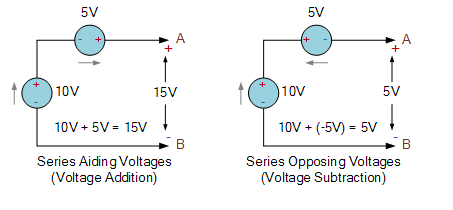 5V
- +
A
+
+
-
10V
15V
10V + 5V = 15V
-
B
Series Aiding Voltages
(Voltage Addition)
5V
+ -
A
+
+
-
10V
5V
10V + (-5V) = 5V
-
B
Series Opposing Voltages
(Voltage Subtraction)